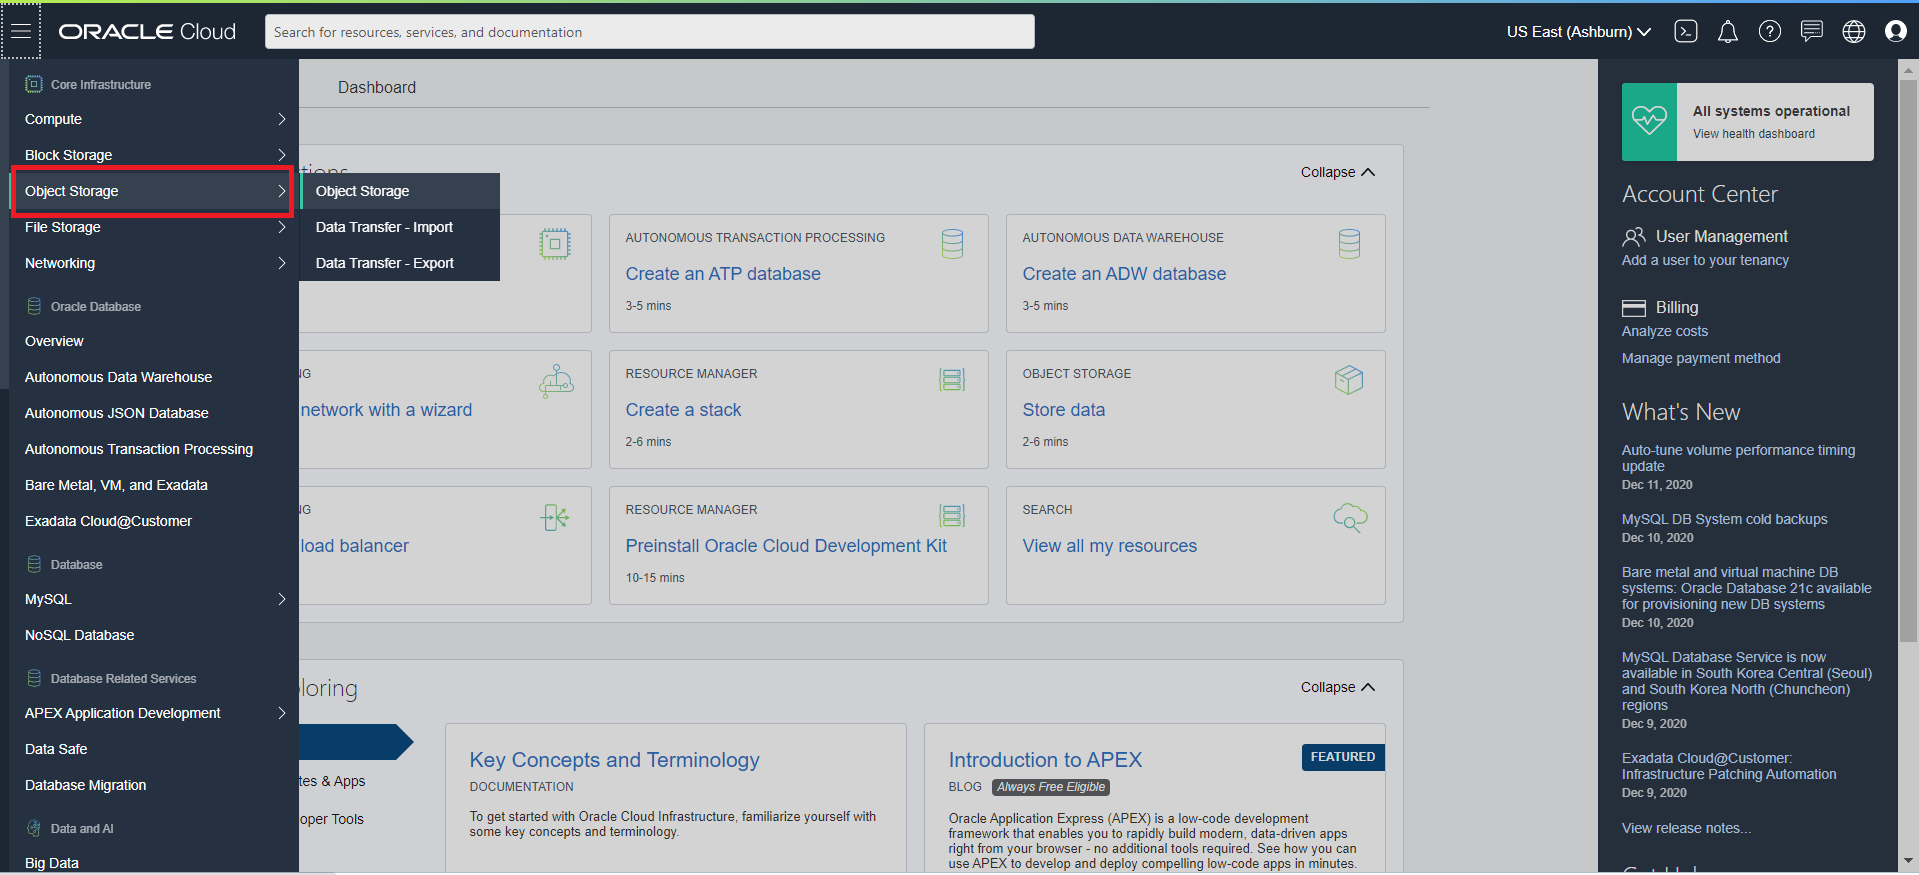 ORACLE Cloud
Search for resources, services, and documentation
US East (Ashburn)
Core Infrastructure
Compute
Block Storage
Object Storage
File Storage
Networking
Oracle Database
Overview
Autonomous Data Warehouse
Autonomous JSON Database
Autonomous Transaction Processing
Bare Metal, VM, and Exadata
Exadata Cloud@Customer
Database
MySQL
NoSQL Database
Database Related Services
APEX Application Development
Data Safe
Database Migration
Data and AI
Big Data
Object Storage
Data Transfer - Import
Data Transfer - Export
Dashboard
Collapse
AUTONOMOUS TRANSACTION PROCESSING
Create an ATP database
3-5 mins
AUTONOMOUS DATA WAREHOUSE
Create an ADW database
3-5 mins
NG
network with a wizard
RESOURCE MANAGER
Create a stack
2-6 mins
OBJECT STORAGE
Store data
2-6 mins
NG
load balancer
RESOURCE MANAGER
Preinstall Oracle Cloud Development Kit
10-15 mins
SEARCH
View all my resources
loring
Collapse
tes & Apps
oper Tools
Key Concepts and Terminology
DOCUMENTATION
To get started with Oracle Cloud Infrastructure, familiarize yourself with
some key concepts and terminology.
Introduction to APEX
FEATURED
BLOG Always Free Eligible
Oracle Application Express (APEX) is a low-code development
framework that enables you to rapidly build modern, data-driven apps
right from your browser - no additional tools required. See how you can
use APEX to develop and deploy compelling low-code apps in minutes.
All systems operational
View health dashboard
Account Center
User Management
Add a user to your tenancy
Billing
Analyze costs
Manage payment method
What's New
Auto-tune volume performance timing
update
Dec 11, 2020
MySQL DB System cold backups
Dec 10, 2020
Bare metal and virtual machine DB
systems: Oracle Database 21c available
for provisioning new DB systems
Dec 10, 2020
MySQL Database Service is now
available in South Korea Central (Seoul)
and South Korea North (Chuncheon)
regions
Dec 9, 2020
Exadata Cloud@Customer:
Infrastructure Patching Automation
Dec 9, 2020
View release notes...